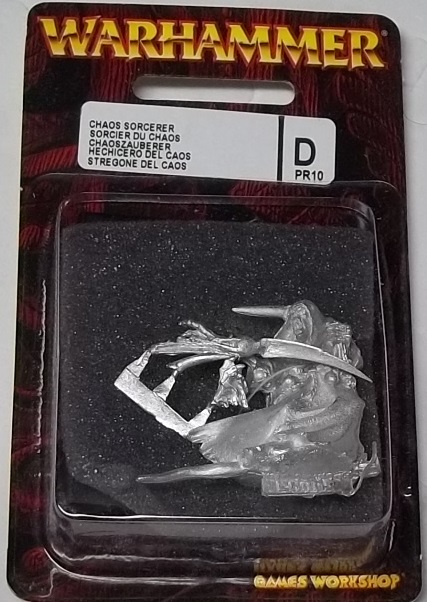 WARHAMMER
CHAOS SORCERER
SORCIER DU CHAOS
CHAOSZAUBERER
HECHICERO DEL CAOS
STREGONE DEL CAOS
D
PR10
GAMES WORKSHOP